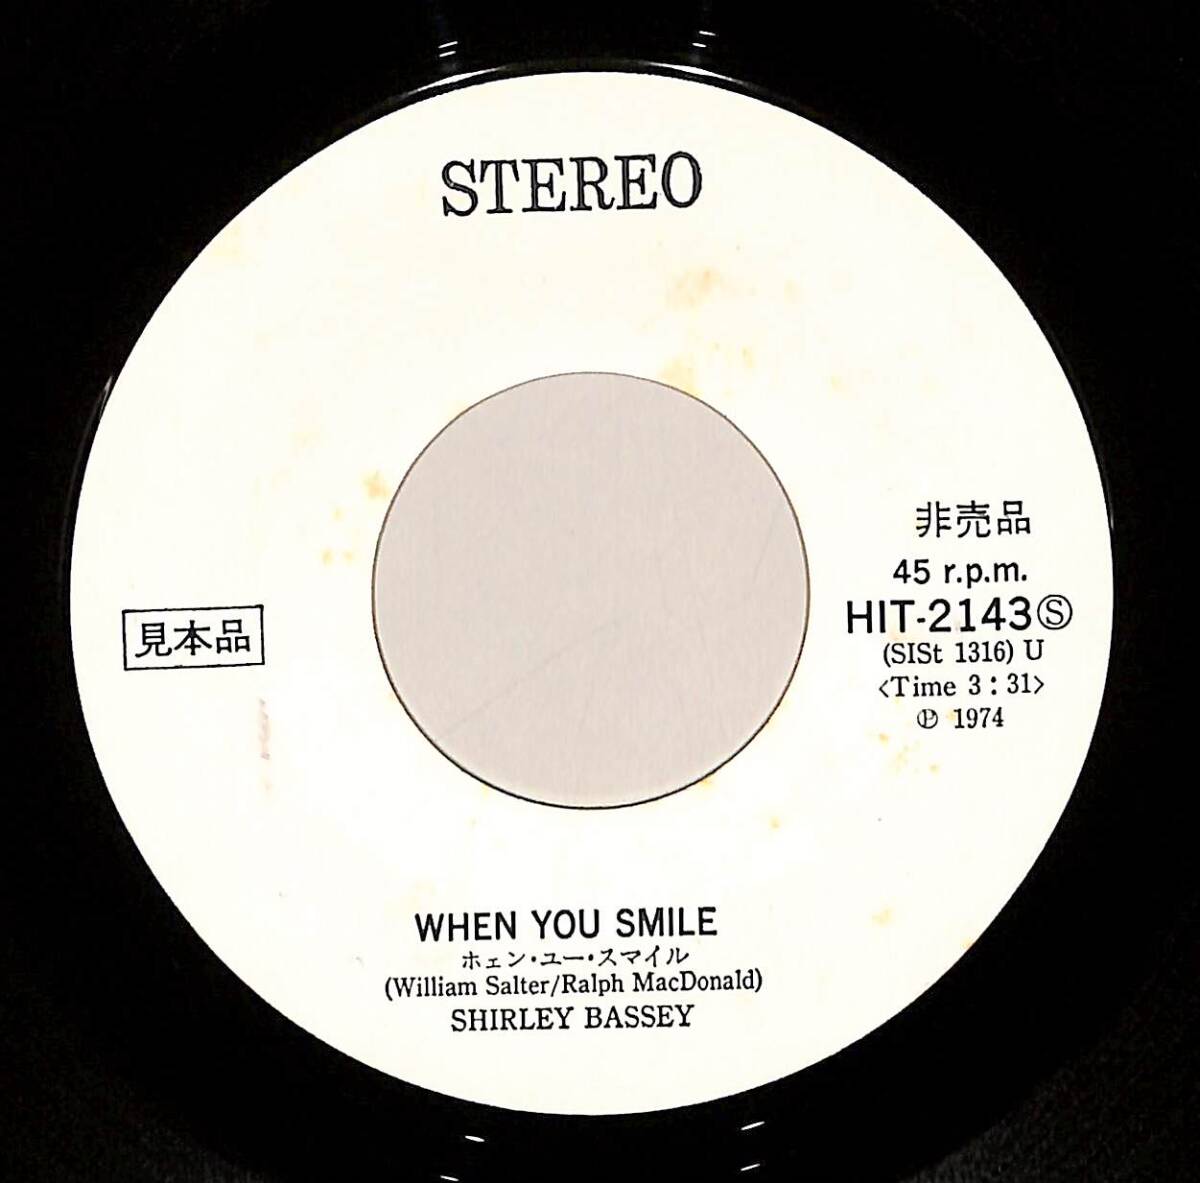 STEREO
見本品
非売品
45 r.p.m.
HIT-2143Ⓢ
(SISt 1316) U
<Time 3 : 31>
Ⓟ 1974
WHEN YOU SMILE
ホェン・ユー・スマイル
(William Salter/Ralph MacDonald)
SHIRLEY BASSEY